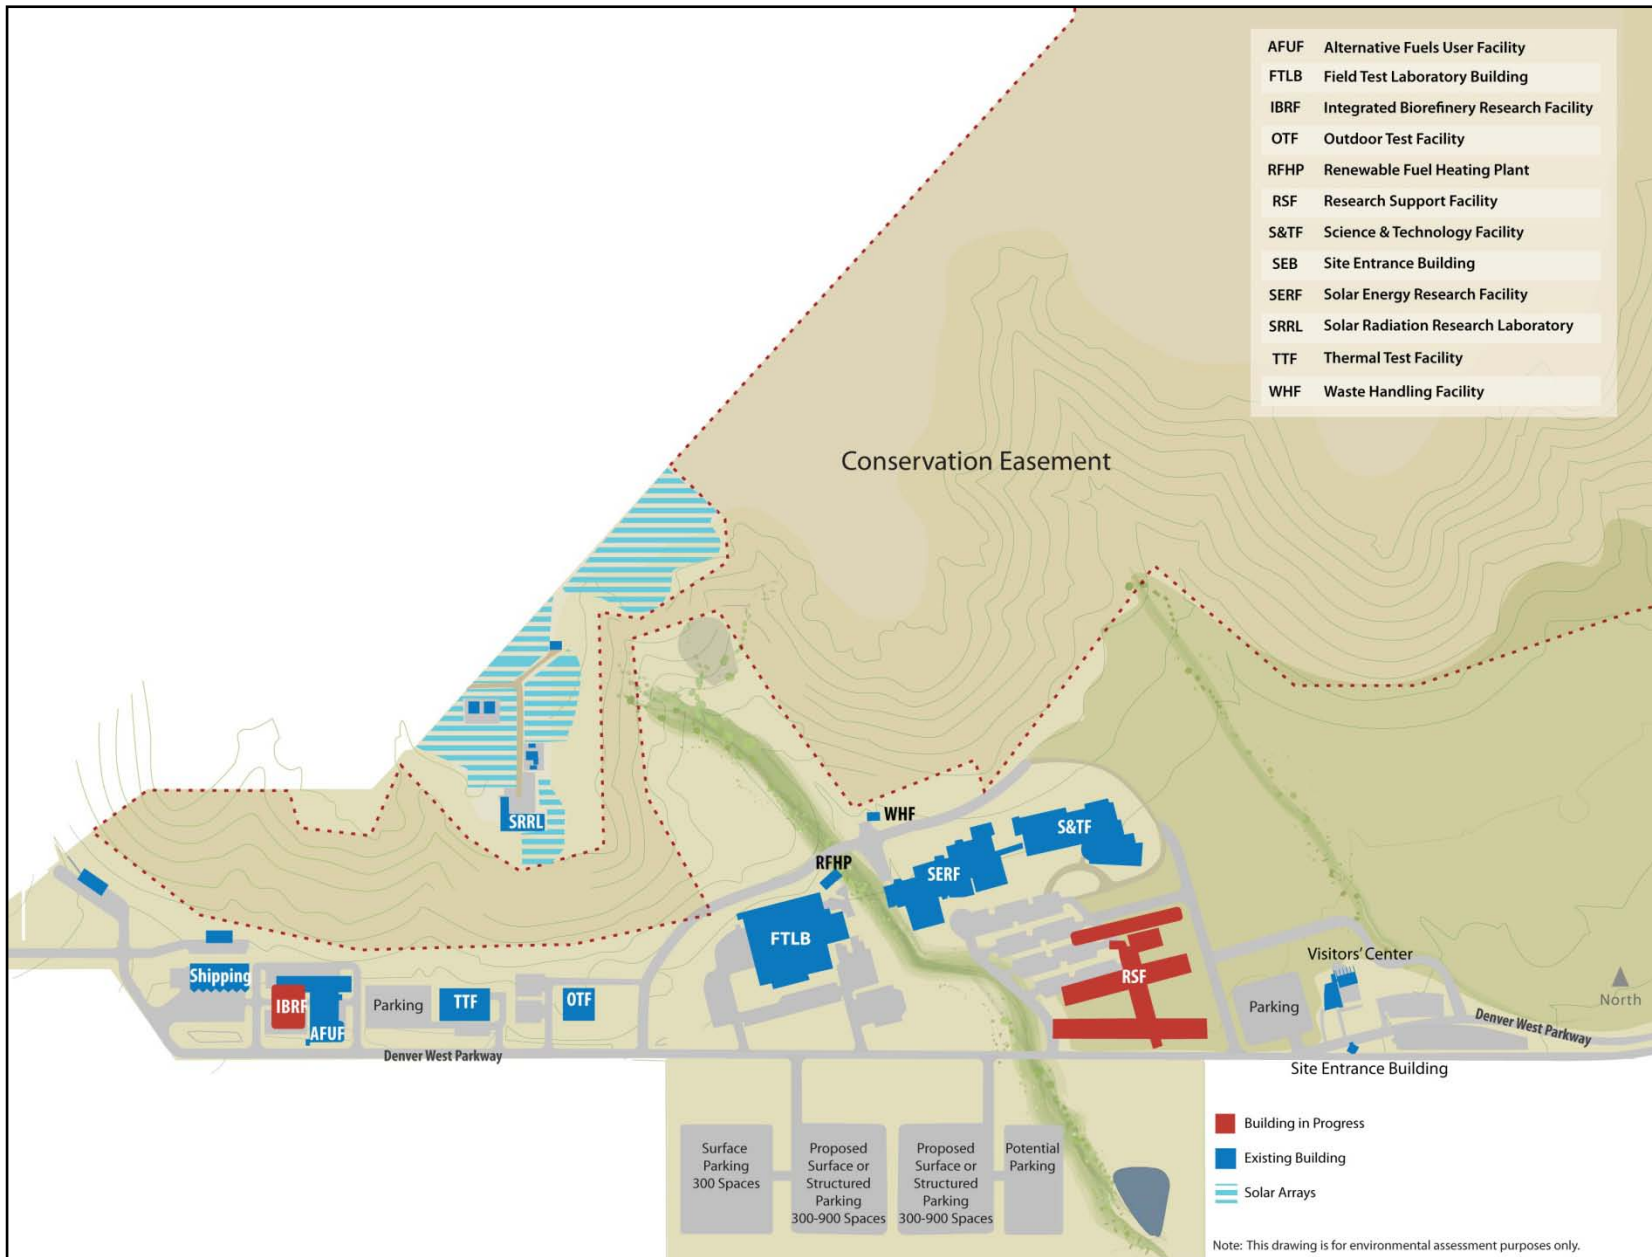 AFUF Alternative Fuels User Facility
FTLB Field Test Laboratory Building
IBRF Integrated Biorefinery Research Facility
OTF Outdoor Test Facility
RFHP Renewable Fuel Heating Plant
RSF Research Support Facility
S&TF Science & Technology Facility
SEB Site Entrance Building
SERF Solar Energy Research Facility
SRRL Solar Radiation Research Laboratory
TTF Thermal Test Facility
WHF Waste Handling Facility
Conservation Easement
WHF
SRRL
S&TF
RFHP
SERF
FTLB
Visitors' Center
Shipping
RSF
IBRF
Parking
TTF
OTF
Parking
North
AFUF
Denver West Parkway
Denver West Parkway
Site Entrance Building
Surface
Parking
300 Spaces
Proposed
Surface or
Structured
Parking
300-900 Spaces
Proposed
Surface or
Structured
Parking
300-900 Spaces
Potential
Parking
Building in Progress
Existing Building
Solar Arrays
Note: This drawing is for environmental assessment purposes only.